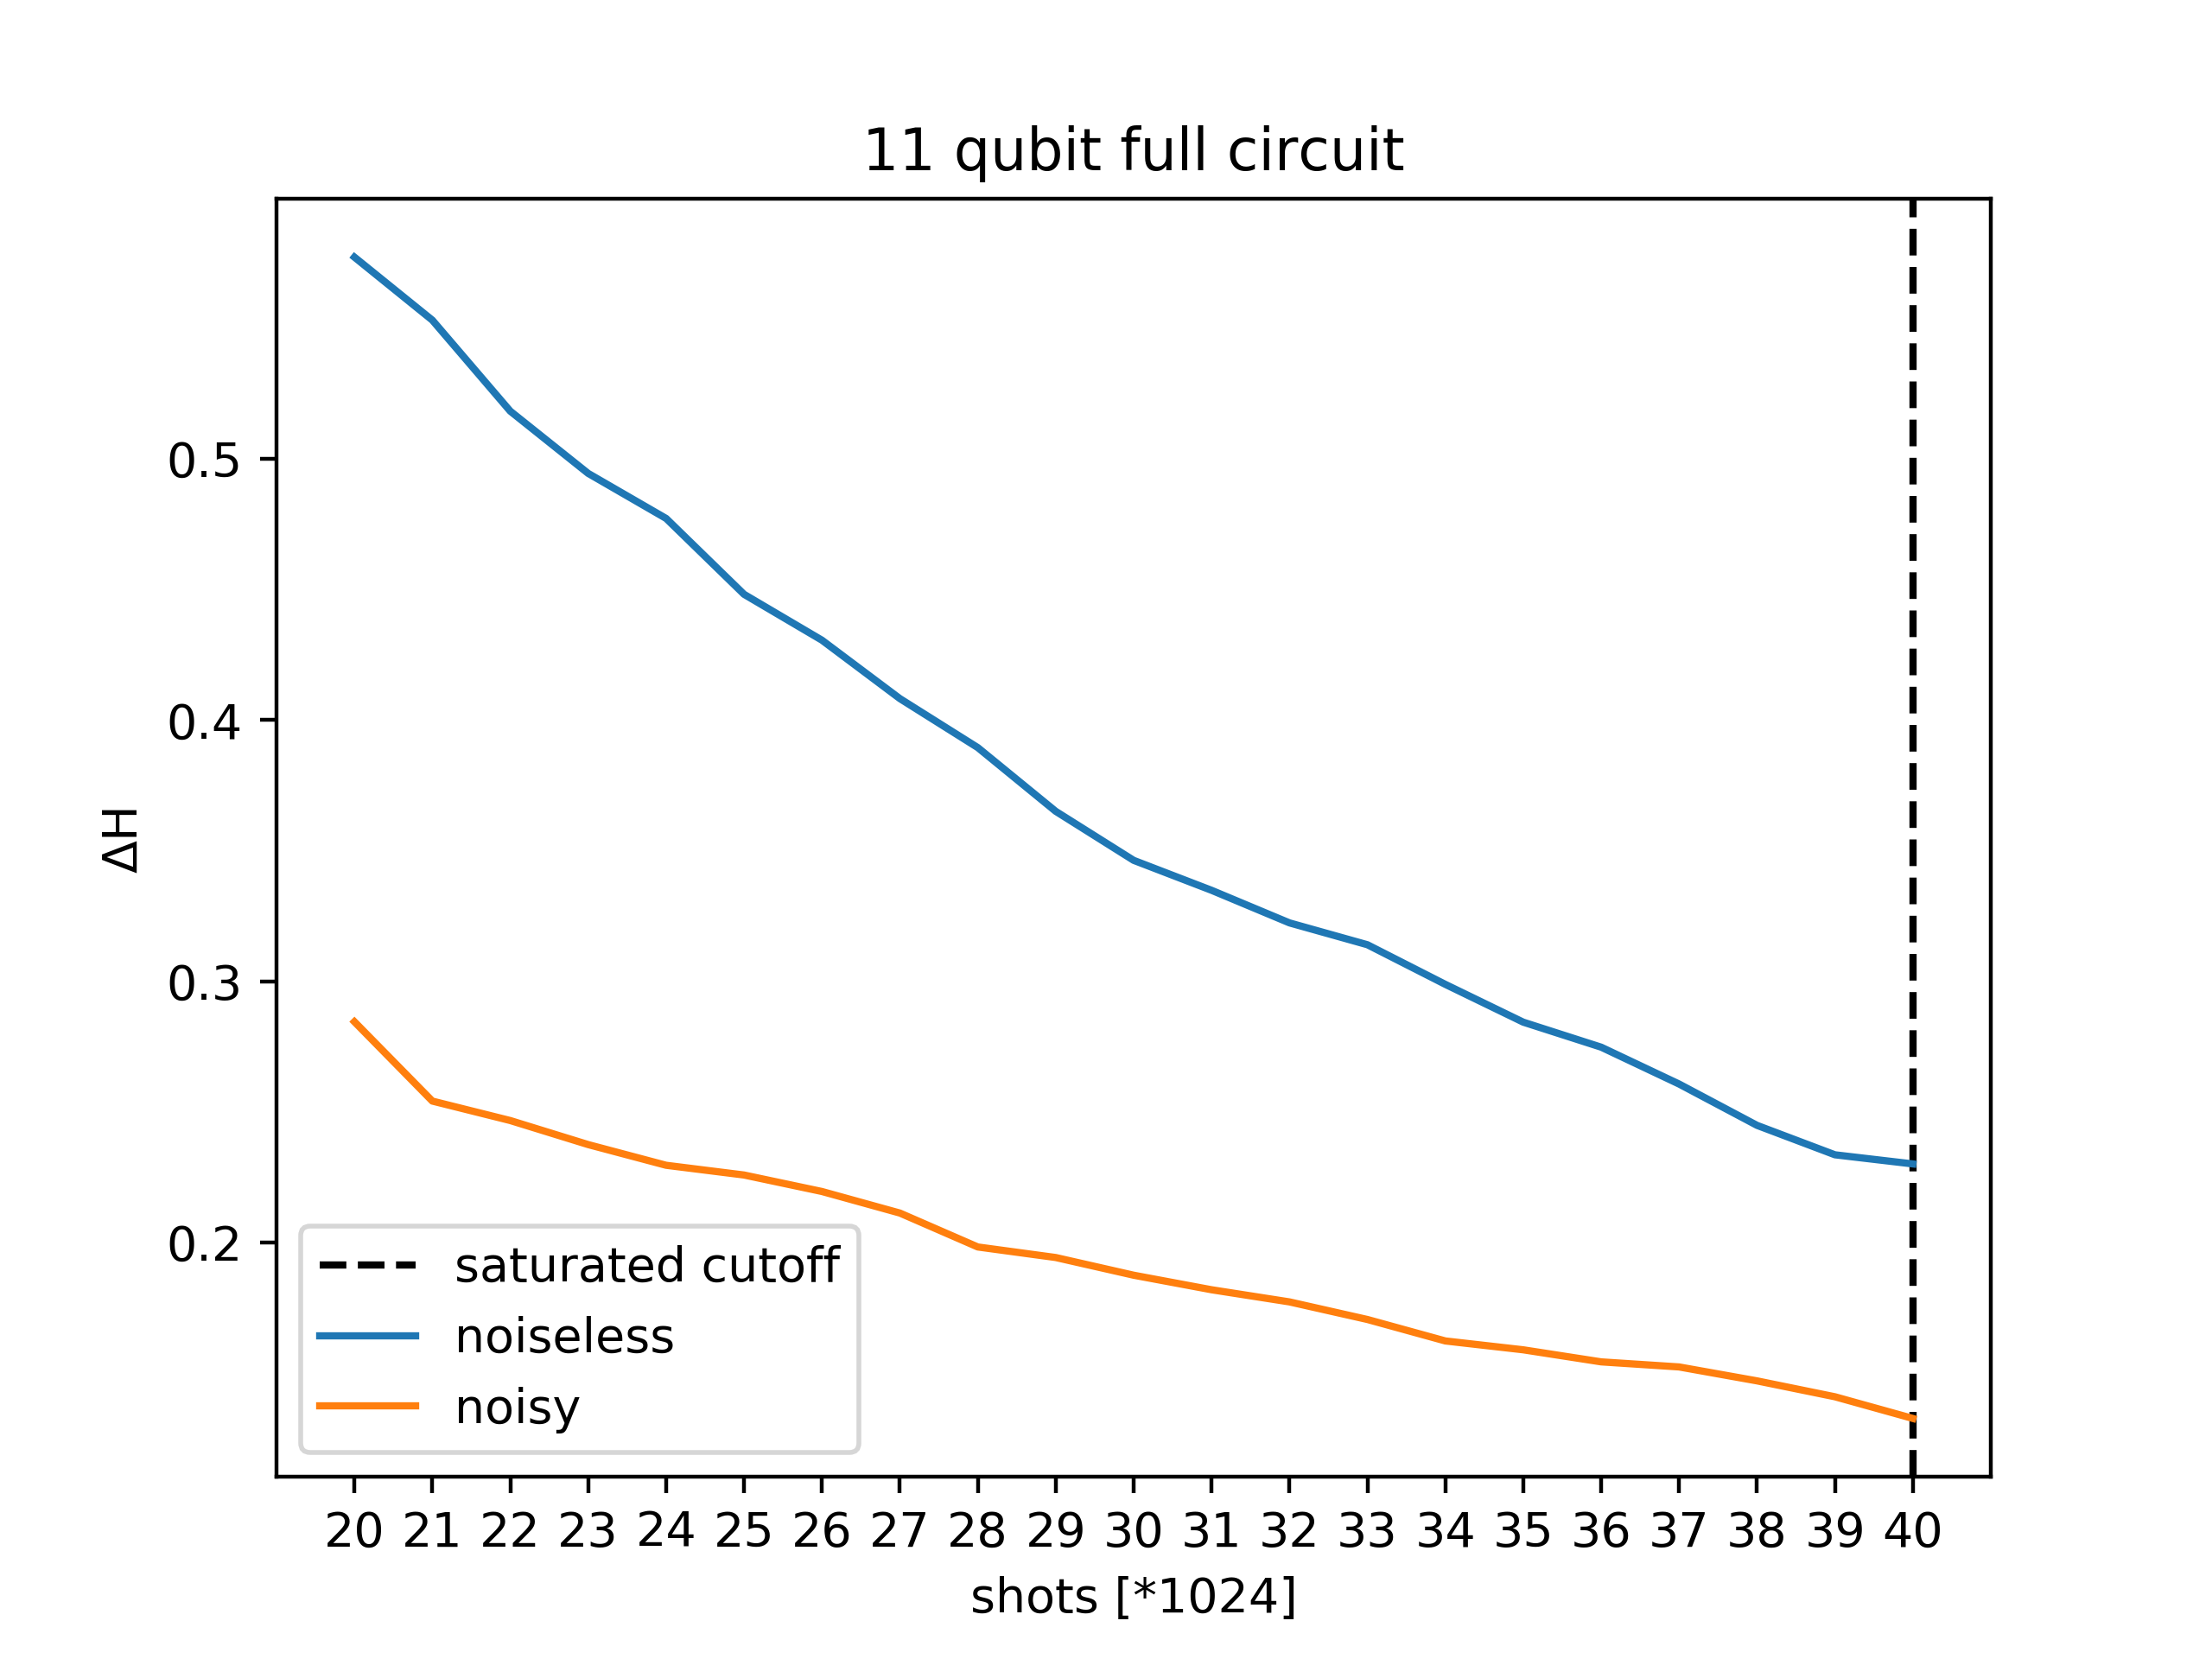 11 qubit full circuit
0.5
0.4
0.3
0.2
ΔH
saturated cutoff
noiseless
noisy
20 21 22 23 24 25 26 27 28 29 30 31 32 33 34 35 36 37 38 39 40
shots [*1024]